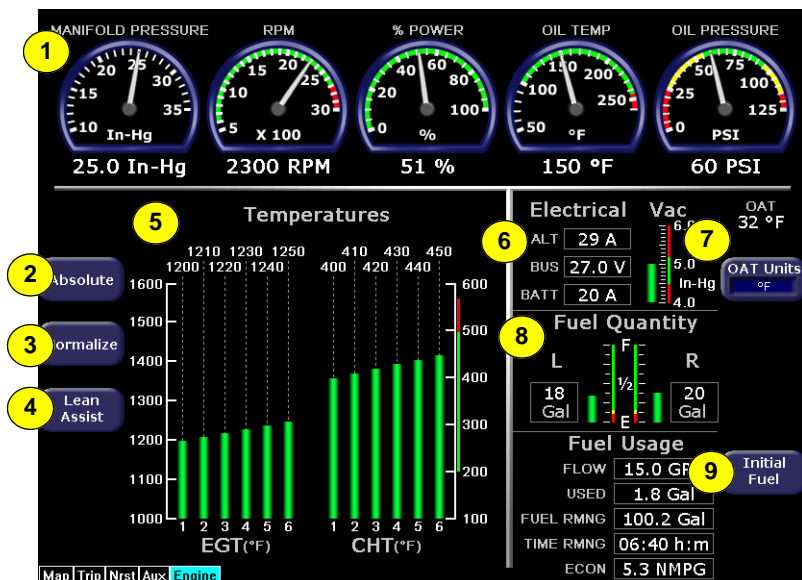 1
MANIFOLD PRESSURE
10 15 20 25 30 35
In-Hg
25.0 In-Hg
RPM
5 10 15 20 25 30
X 100
2300 RPM
% POWER
0 20 40 60 80 100
%
51 %
OIL TEMP
50 100 150 200 250
°F
150 °F
OIL PRESSURE
0 25 50 75 100 125
PSI
60 PSI
5
Temperatures
1210 1230 1250
1200 1220 1240
410 430 450
400 420 440
2
Absolute
3
ormalize
4
Lean
Assist
1600
1500
1400
1300
1200
1100
1000
600
500
400
300
200
100
1 2 3 4 5 6
1 2 3 4 5 6
EGT(°F)
CHT(°F)
6
Electrical
ALT 29 A
BUS 27.0 V
BATT 20 A
Vac
6.0
5.0
4.0
In-Hg
7
OAT
32 °F
OAT Units
°F
8
Fuel Quantity
L
F
R
18
Gal
½
20
Gal
E
Fuel Usage
FLOW 15.0 GP
USED 1.8 Gal
FUEL RMNG 100.2 Gal
TIME RMNG 06:40 h:m
ECON 5.3 NMPG
9
Initial
Fuel
Map Trip Nrst Aux Engine